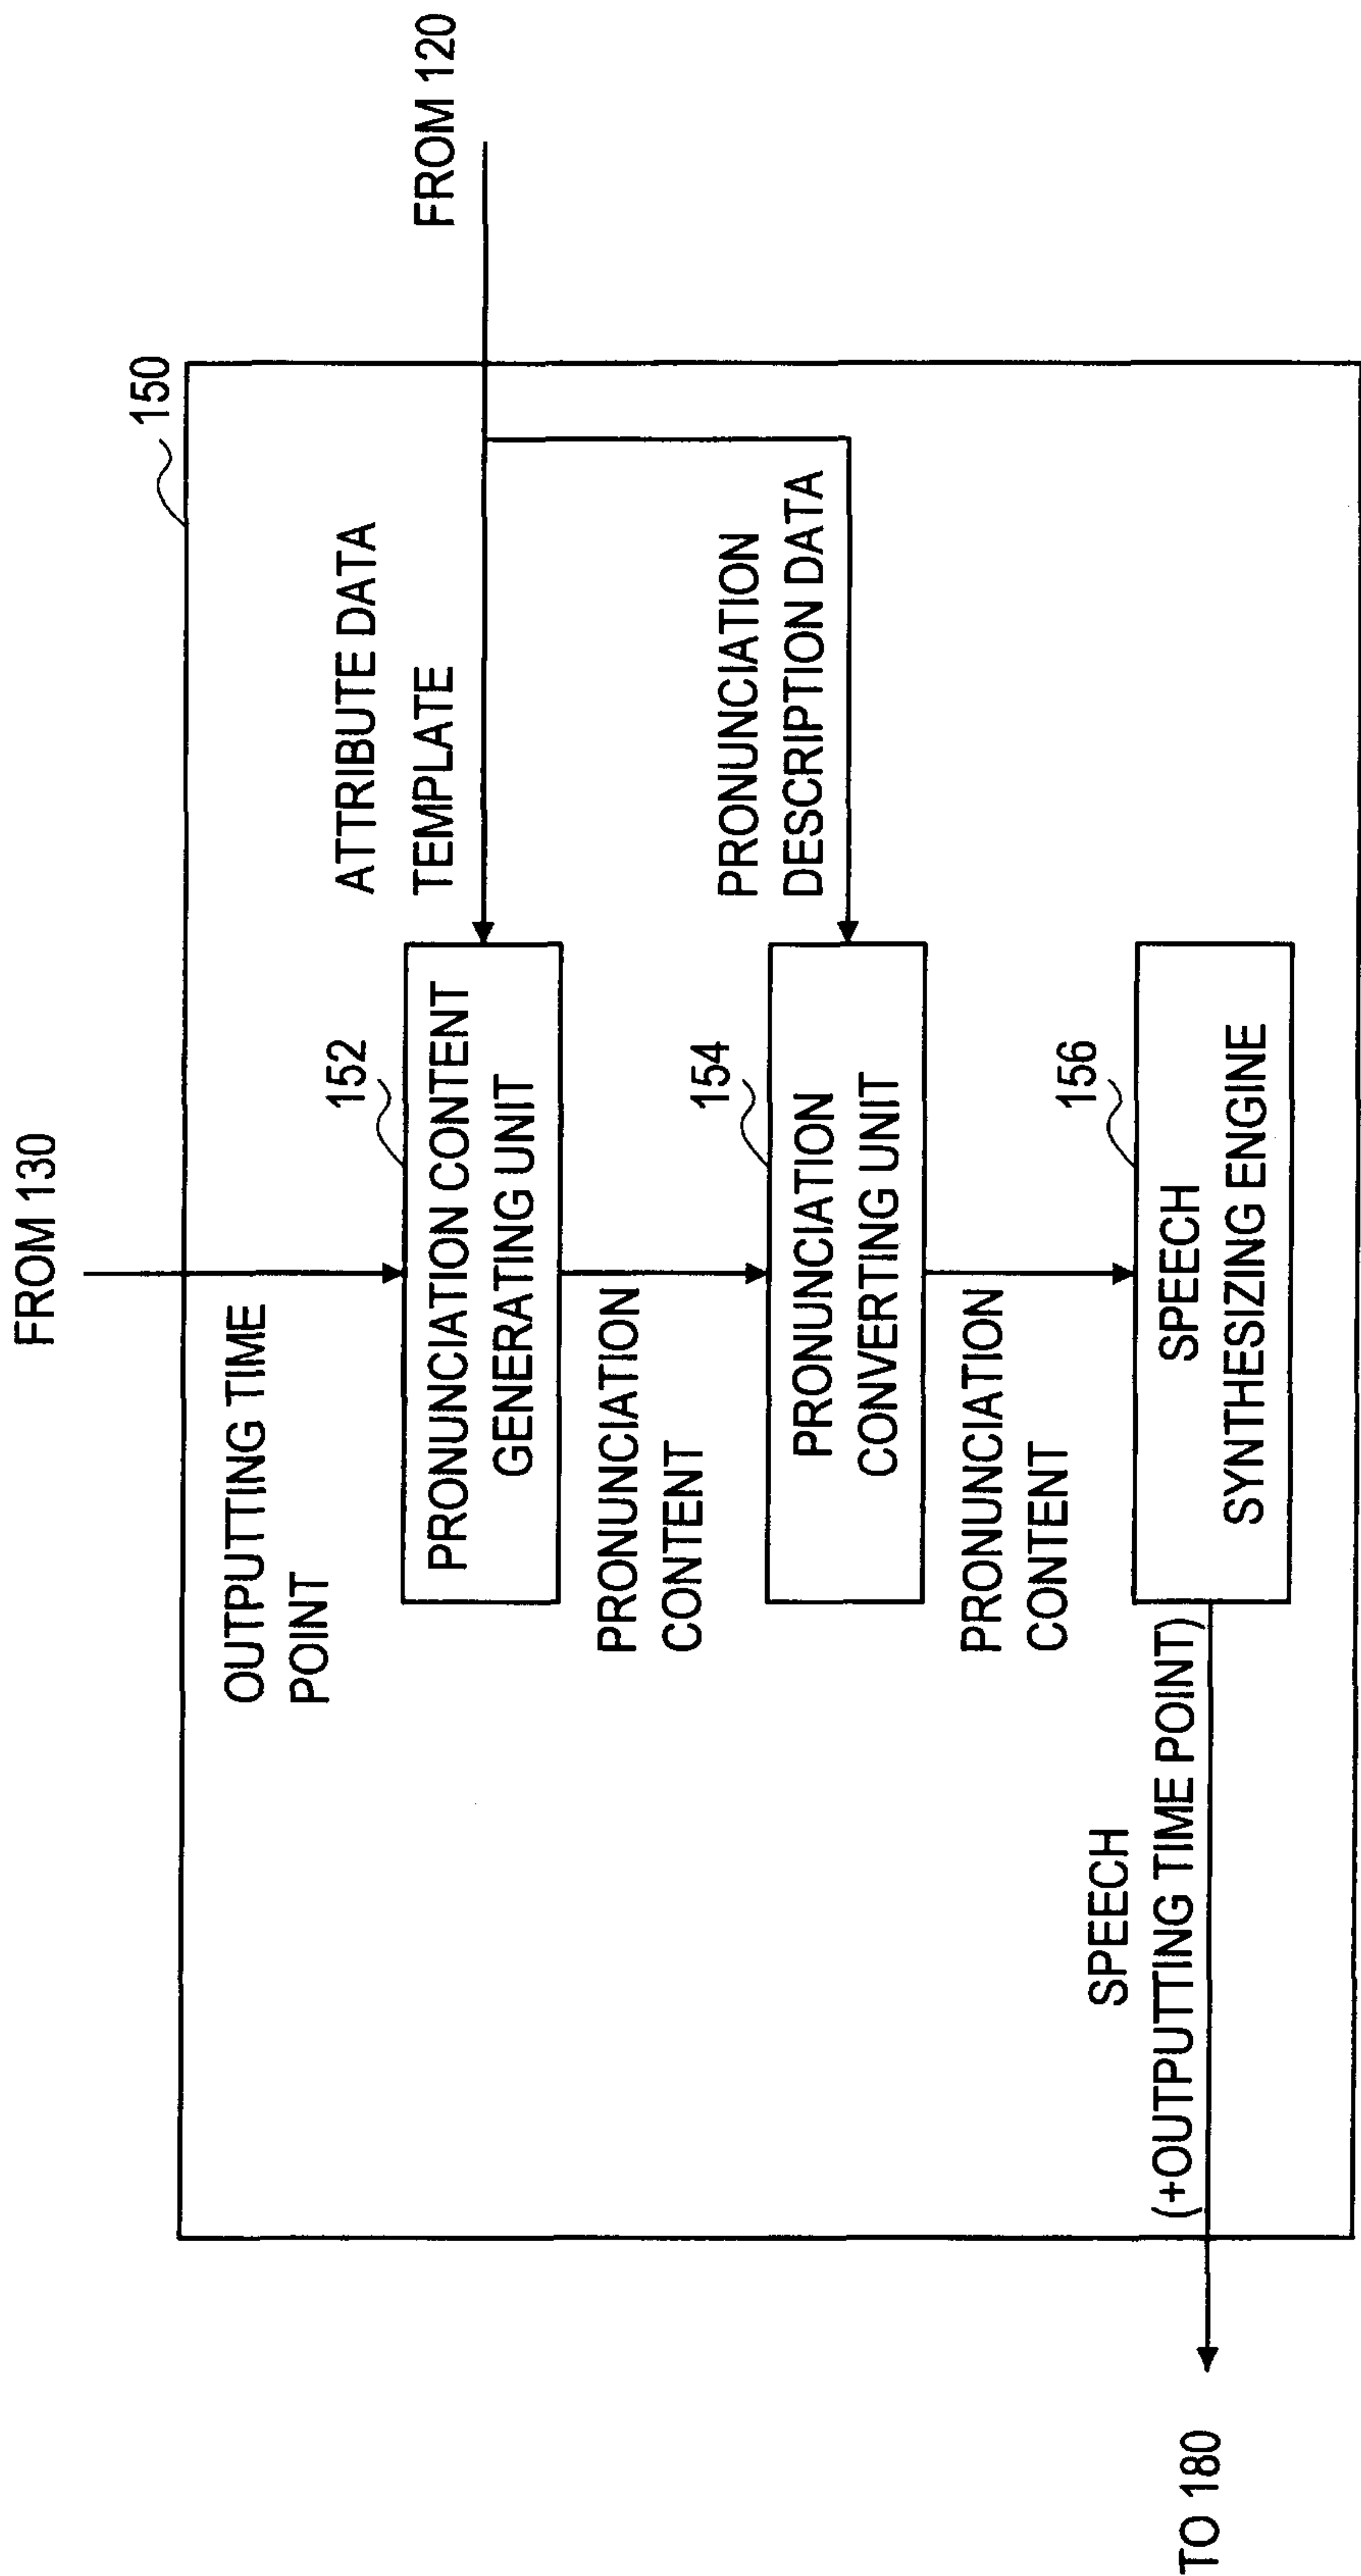 FROM 130
150
FROM 120
OUTPUTTING TIME
POINT
ATTRIBUTE DATA
TEMPLATE
152
PRONUNCIATION CONTENT
GENERATING UNIT
PRONUNCIATION
CONTENT
PRONUNCIATION
DESCRIPTION DATA
154
PRONUNCIATION
CONVERTING UNIT
PRONUNCIATION
CONTENT
156
SPEECH
SYNTHESIZING ENGINE
SPEECH
(+OUTPUTTING TIME POINT)
TO 180